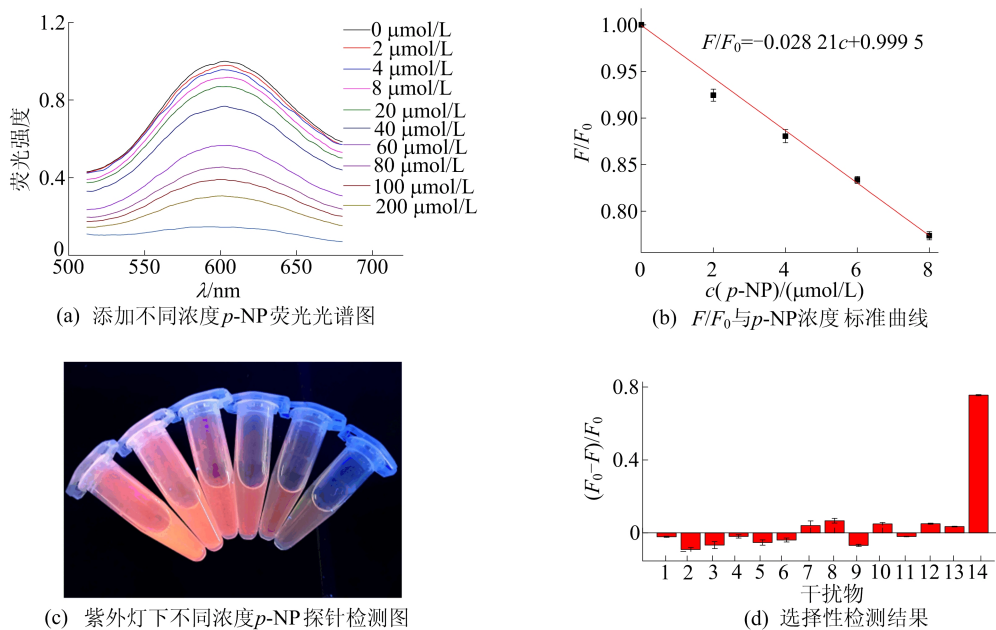 1.2
0.8
0.4
0
荧光强度
0 μmol/L
2 μmol/L
4 μmol/L
8 μmol/L
20 μmol/L
40 μmol/L
60 μmol/L
80 μmol/L
100 μmol/L
200 μmol/L
500 550 600 650 700
λ/nm
(a) 添加不同浓度p-NP荧光光谱图
1.00
0.95
0.90
0.85
0.80
F/F₀
F/F₀=−0.028 21c+0.999 5
0 2 4 6 8
c( p-NP)/(μmol/L)
(b) F/F₀与p-NP浓度 标准曲线
(c) 紫外灯下不同浓度p-NP探针检测图
0.8
0.4
0
(F₀−F)/F₀
1 2 3 4 5 6 7 8 9 10 11 12 13 14
干扰物
(d) 选择性检测结果